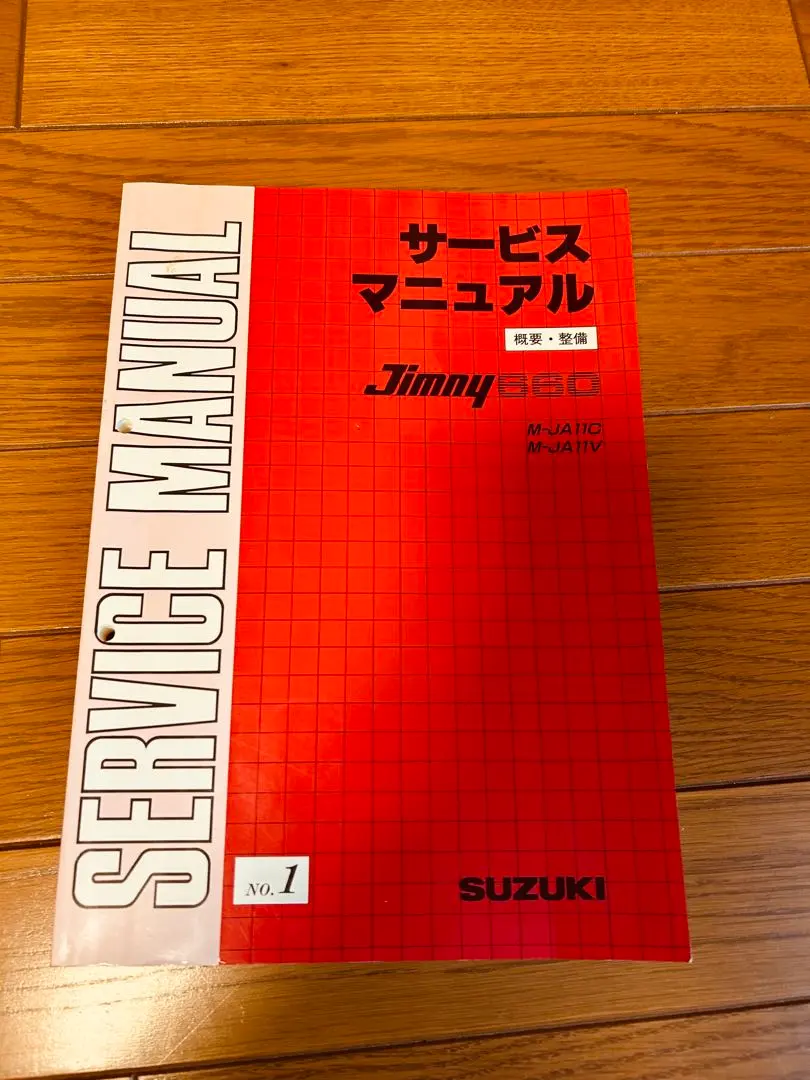 SERVICE MANUAL
サービス
マニュアル
概要・整備
Jimny 660
M-JA11C
M-JA11V
NO.1
SUZUKI